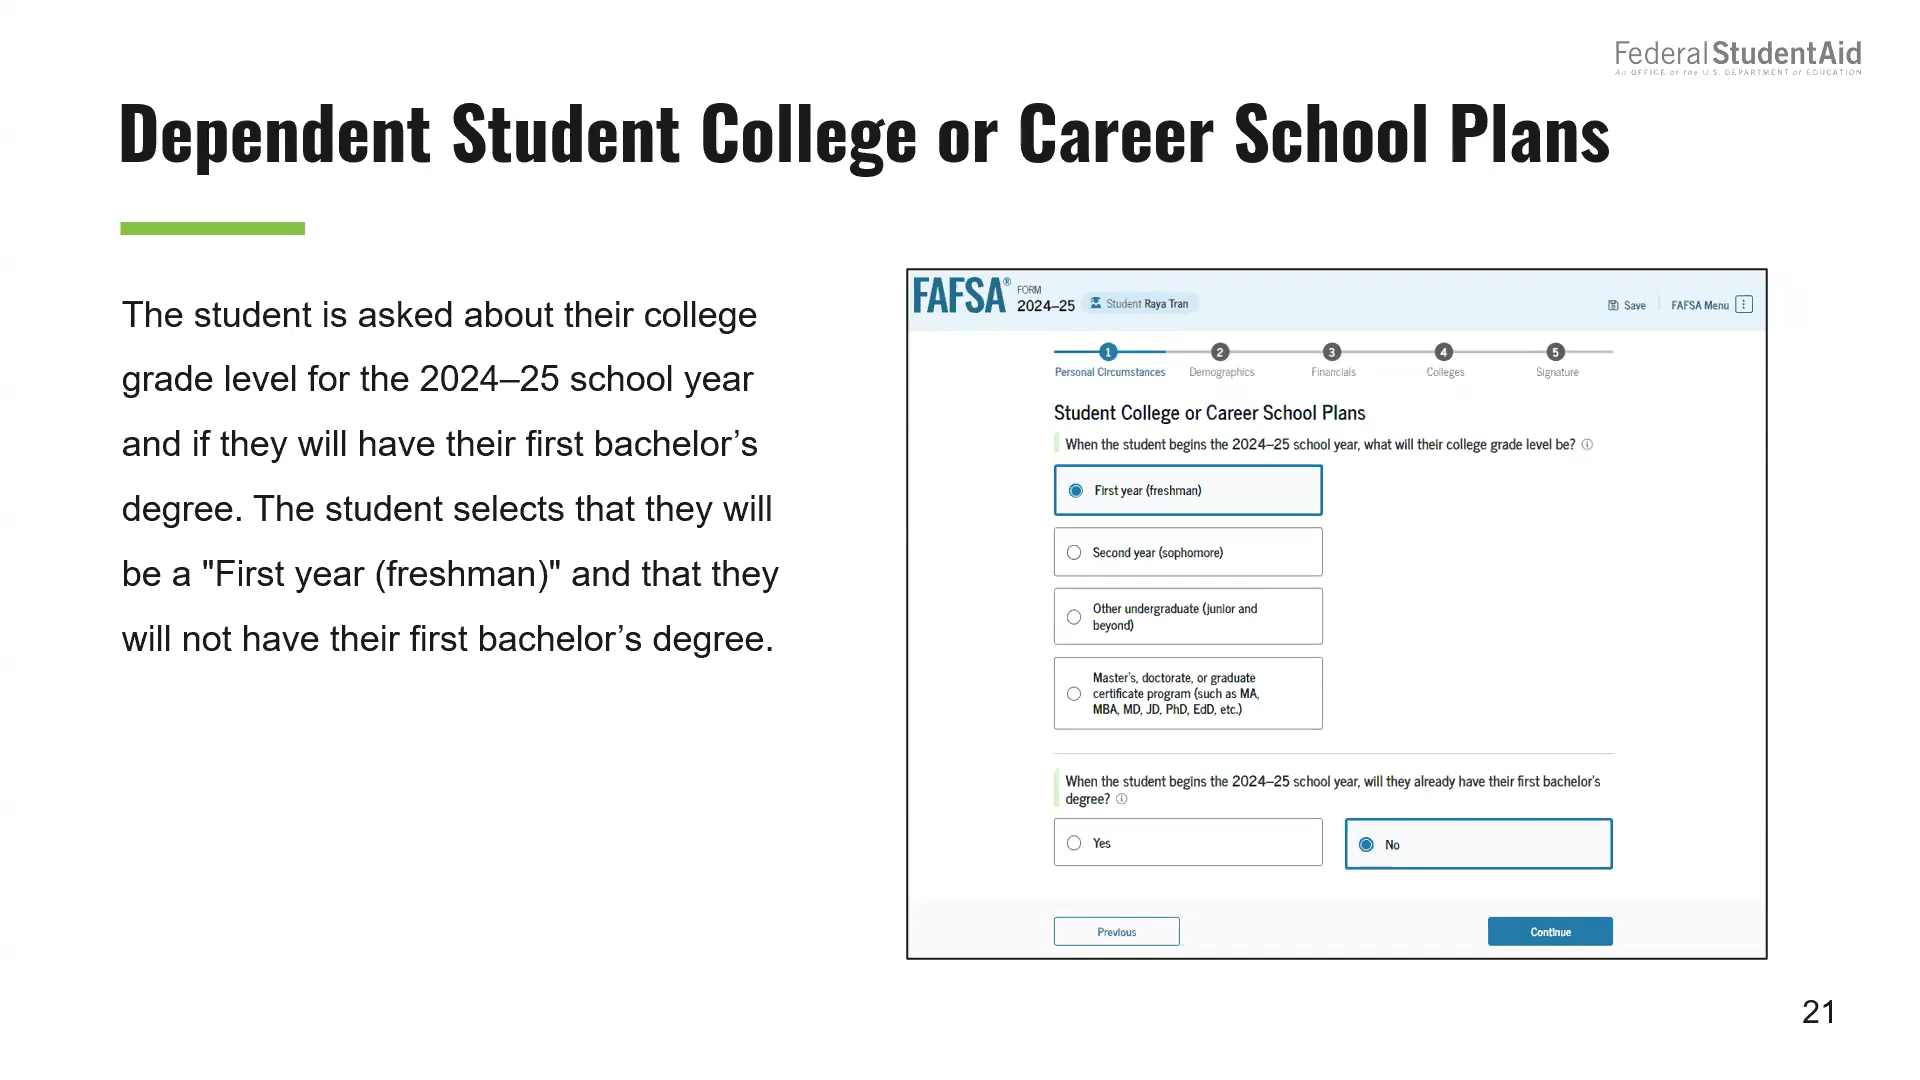 Federal StudentAid
An OFFICE of the U.S. DEPARTMENT of EDUCATION
Dependent Student College or Career School Plans
The student is asked about their college
grade level for the 2024–25 school year
and if they will have their first bachelor’s
degree. The student selects that they will
be a "First year (freshman)" and that they
will not have their first bachelor’s degree.
FAFSA®
FORM
2024–25
Student Raya Tran
Save
FAFSA Menu
1
2
3
4
5
Personal Circumstances
Demographics
Financials
Colleges
Signature
Student College or Career School Plans
When the student begins the 2024–25 school year, what will their college grade level be?
First year (freshman)
Second year (sophomore)
Other undergraduate (junior and
beyond)
Master's, doctorate, or graduate
certificate program (such as MA,
MBA, MD, JD, PhD, EdD, etc.)
When the student begins the 2024–25 school year, will they already have their first bachelor's
degree?
Yes
No
Previous
Continue
21